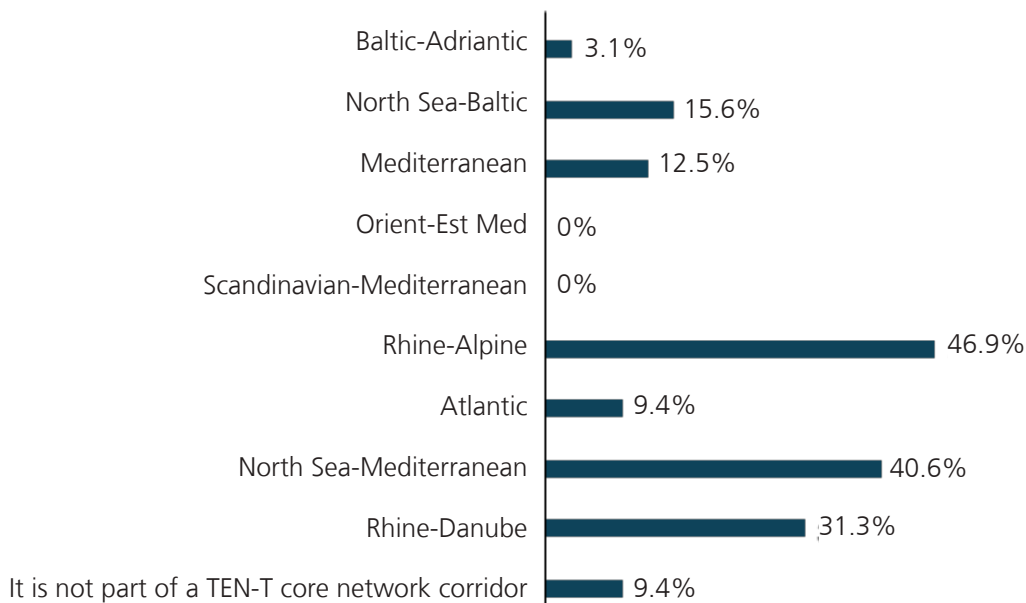 Baltic-Adriantic 3.1%
North Sea-Baltic 15.6%
Mediterranean 12.5%
Orient-Est Med 0%
Scandinavian-Mediterranean 0%
Rhine-Alpine 46.9%
Atlantic 9.4%
North Sea-Mediterranean 40.6%
Rhine-Danube 31.3%
It is not part of a TEN-T core network corridor 9.4%